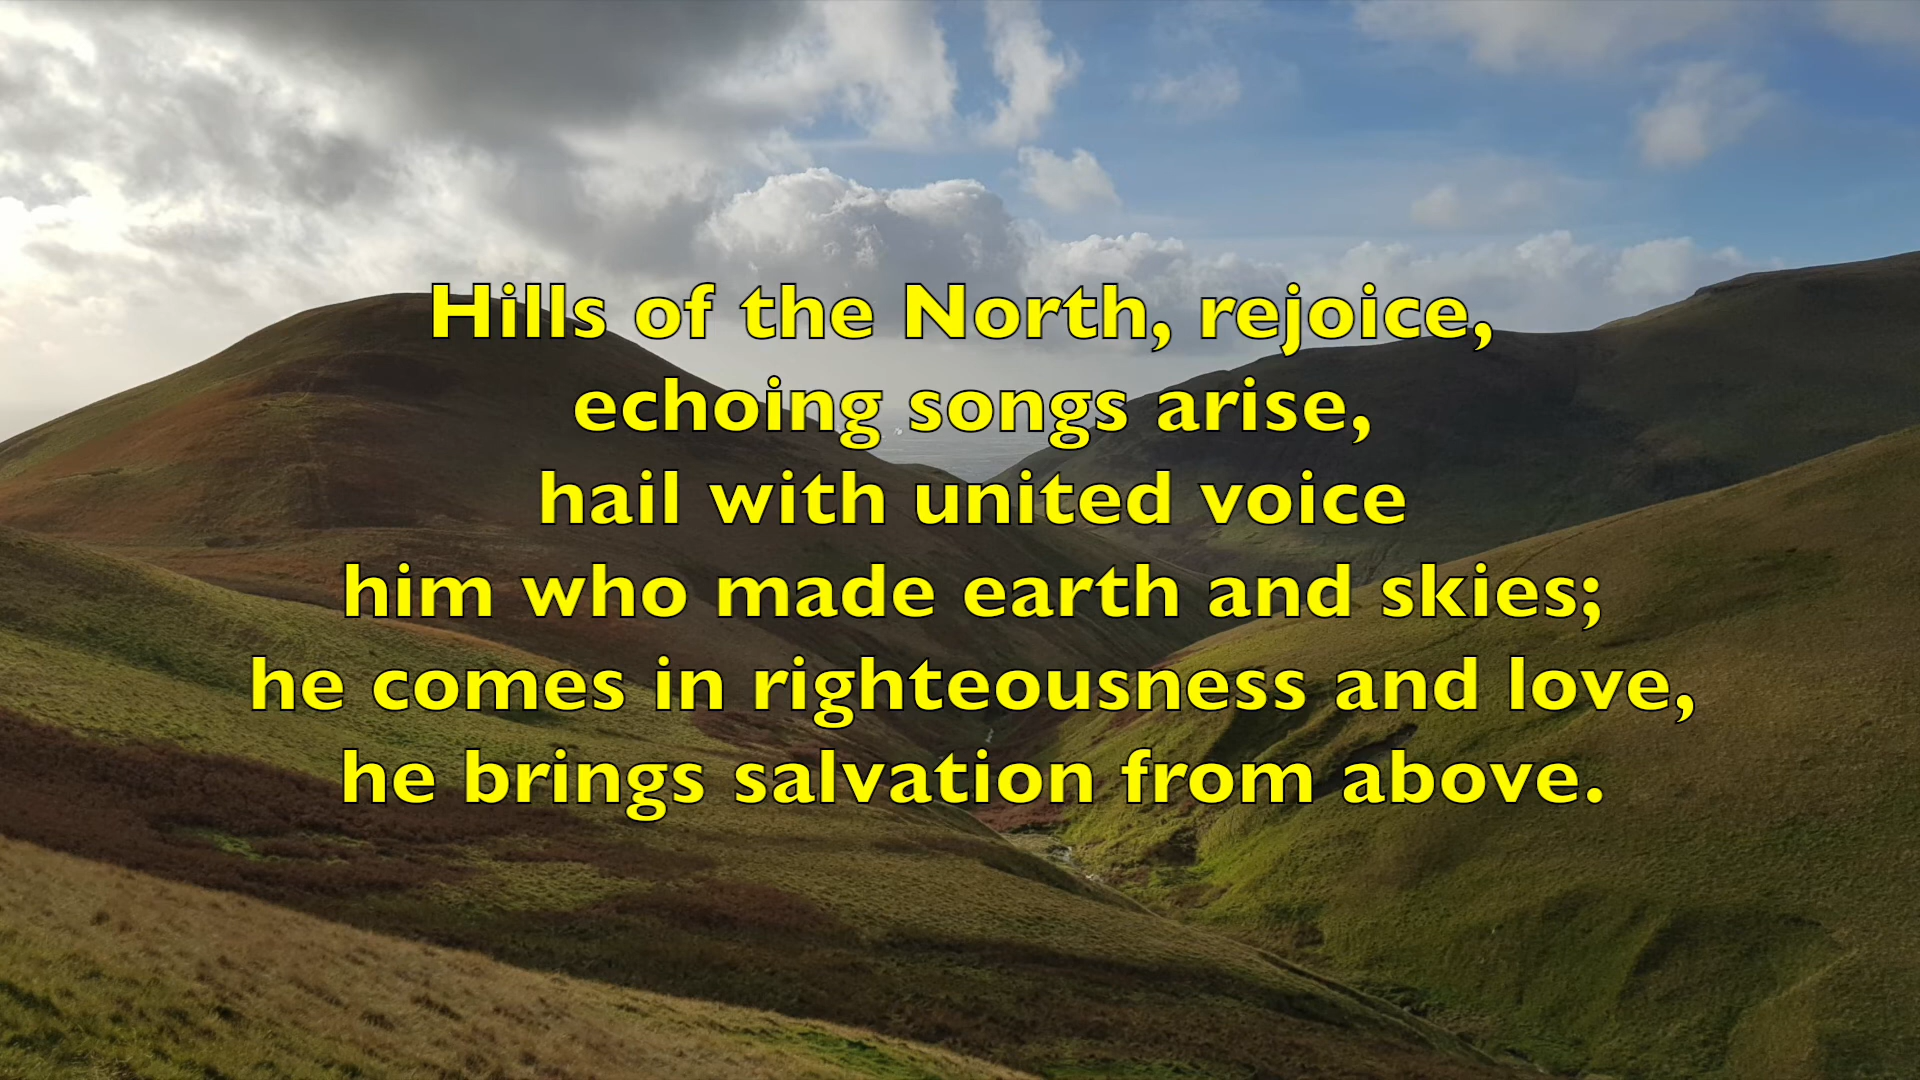 Hills of the North, rejoice,
echoing songs arise,
hail with united voice
him who made earth and skies;
he comes in righteousness and love,
he brings salvation from above.